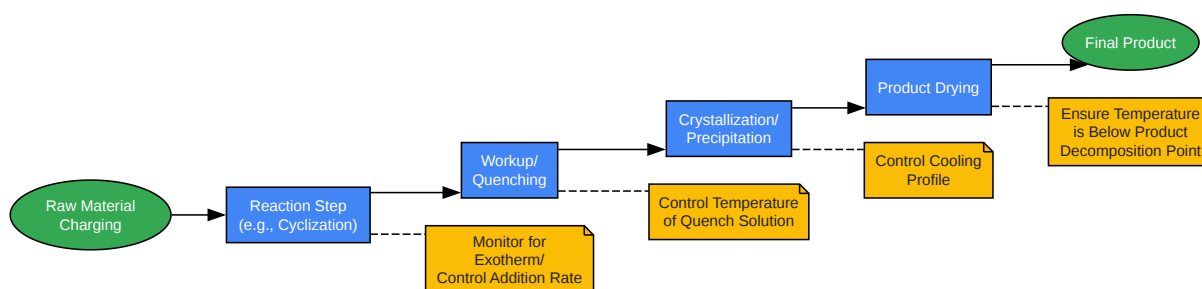 Raw Material
Charging
Reaction Step
(e.g., Cyclization)
Monitor for
Exotherm/
Control Addition Rate
Workup/
Quenching
Control Temperature
of Quench Solution
Crystallization/
Precipitation
Control Cooling
Profile
Product Drying
Ensure Temperature
is Below Product
Decomposition Point
Final Product